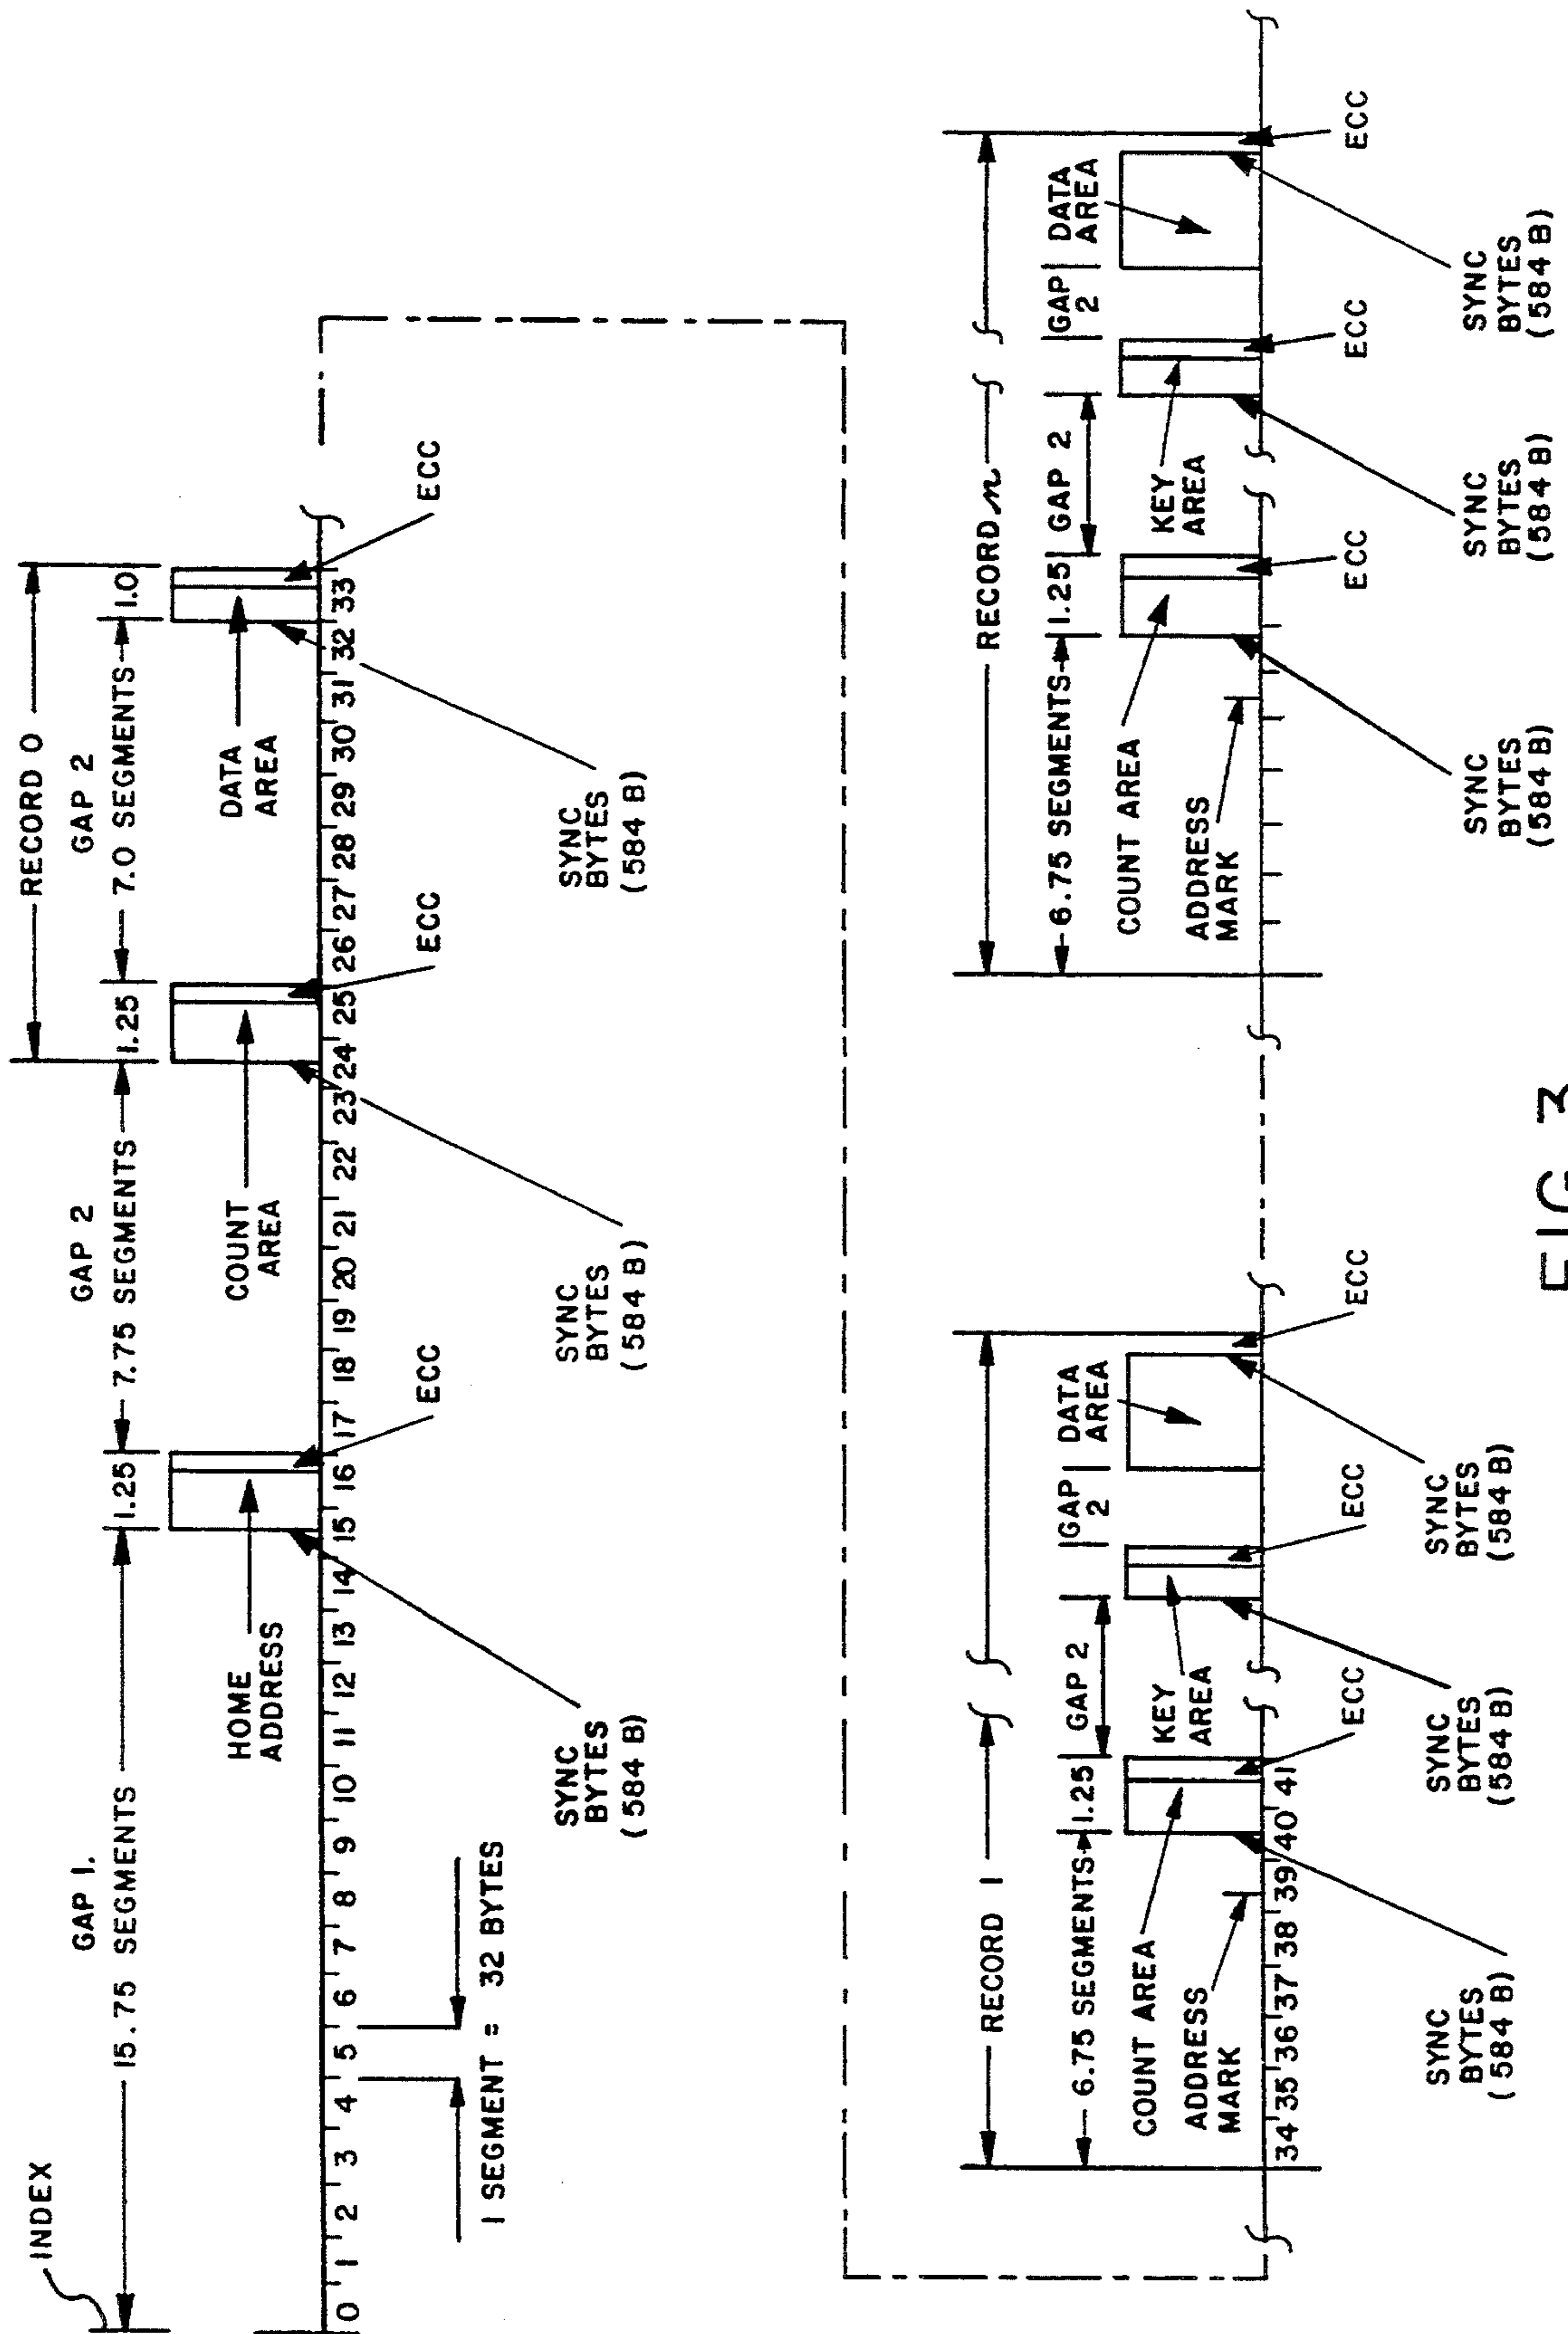 INDEX
GAP 1.
15.75 SEGMENTS
1.25
GAP 2
7.75 SEGMENTS
1.25
RECORD 0
GAP 2
7.0 SEGMENTS
1.0
HOME
ADDRESS
ECC
COUNT
AREA
ECC
DATA
AREA
ECC
0 1 2 3 4 5 6 7 8 9 10 11 12 13 14 15 16 17 18 19 20 21 22 23 24 25 26 27 28 29 30 31 32 33
1 SEGMENT = 32 BYTES
SYNC
BYTES
(584 B)
SYNC
BYTES
(584 B)
SYNC
BYTES
(584 B)
RECORD 1
6.75 SEGMENTS
1.25
GAP 2
GAP
2
DATA
AREA
COUNT AREA
ADDRESS
MARK
KEY
AREA
34 35 36 37 38 39 40 41
ECC
ECC
ECC
SYNC
BYTES
(584 B)
SYNC
BYTES
(584 B)
SYNC
BYTES
(584 B)
RECORD n
6.75 SEGMENTS
1.25
GAP 2
GAP
2
DATA
AREA
COUNT AREA
ADDRESS
MARK
KEY
AREA
ECC
ECC
ECC
SYNC
BYTES
(584 B)
SYNC
BYTES
(584 B)
SYNC
BYTES
(584 B)
FIG 3